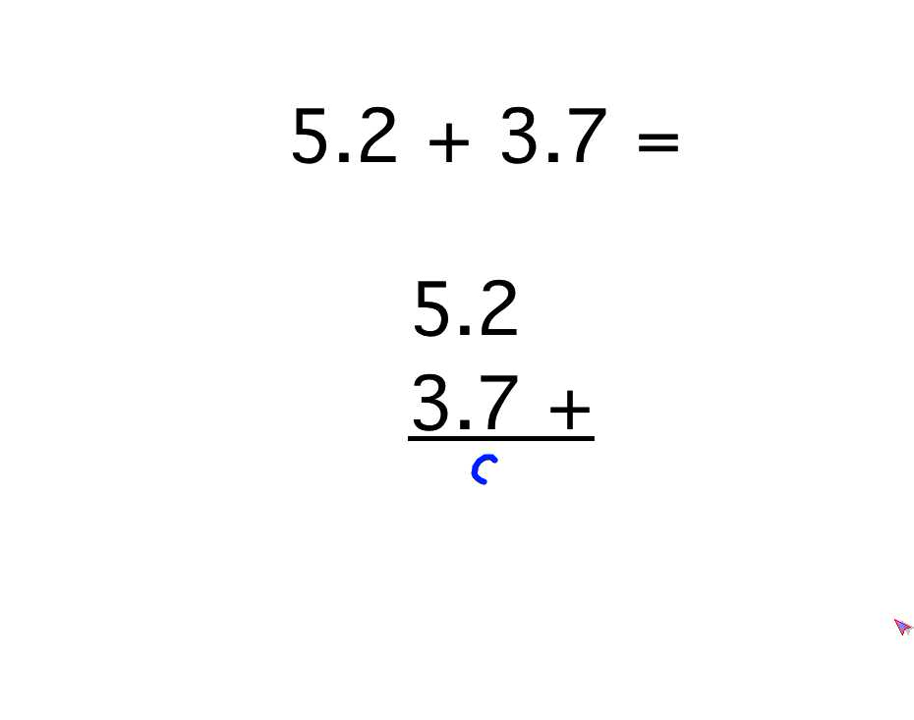 5.2 + 3.7 =
5.2
3.7 +